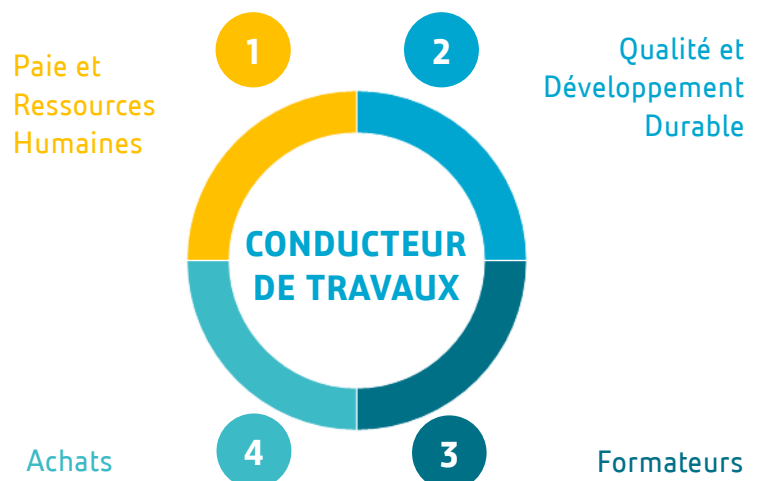 1
Paie et
Ressources
Humaines
2
Qualité et
Développement
Durable
CONDUCTEUR
DE TRAVAUX
4
Achats
3
Formateurs